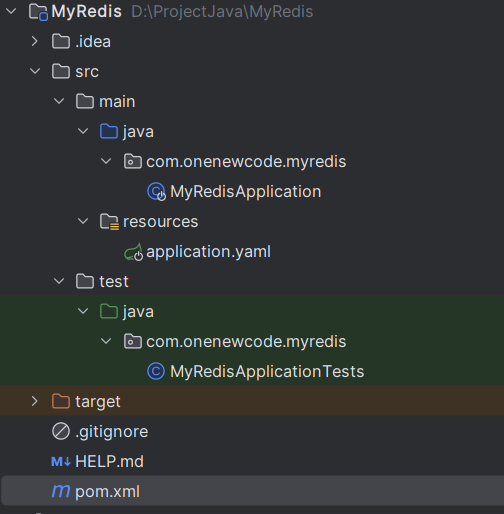 MyRedis D:\ProjectJava\MyRedis
.idea
src
main
java
com.onenewcode.myredis
MyRedisApplication
resources
application.yaml
test
java
com.onenewcode.myredis
MyRedisApplicationTests
target
.gitignore
M↓ HELP.md
m pom.xml